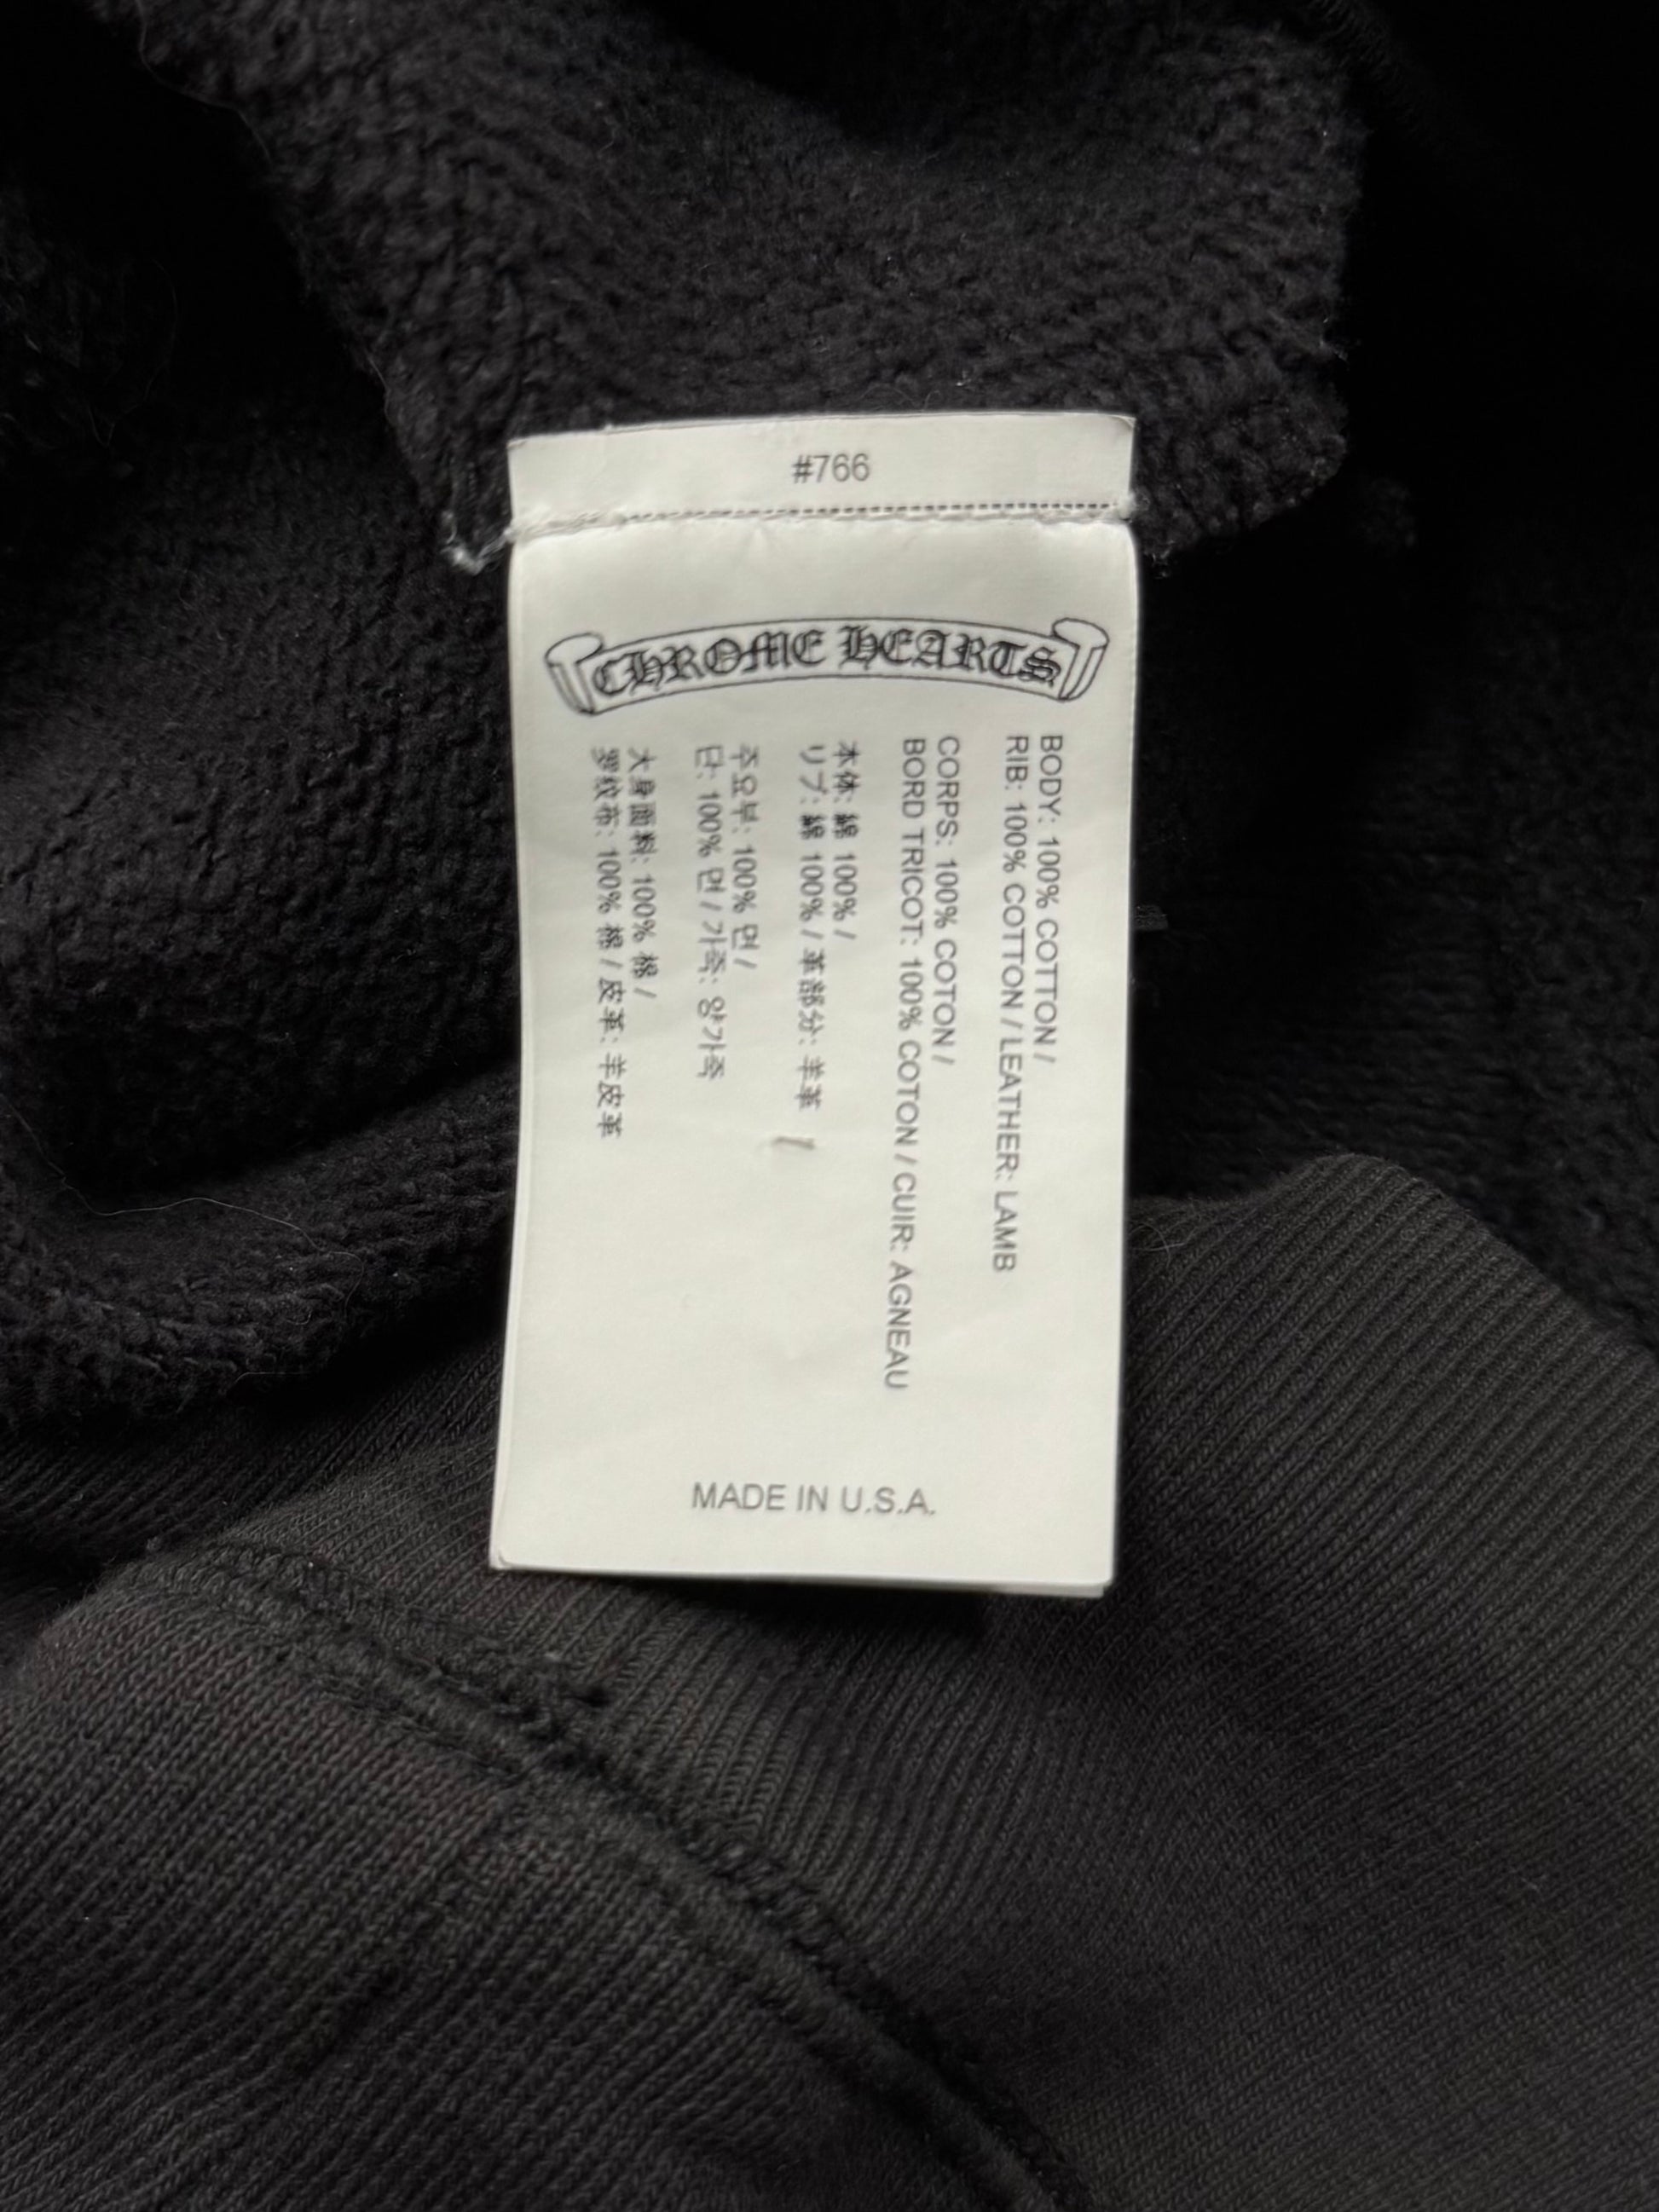 #766
CHROME HEARTS
BODY: 100% COTTON /
RIB: 100% COTTON / LEATHER: LAMB
CORPS: 100% COTON /
BORD TRICOT: 100% COTON / CUIR: AGNEAU
本体: 綿 100% /
リブ: 綿 100% / 革部分: 羊革
주요부: 100% 면 /
단: 100% 면 / 가죽: 양가죽
大身面料: 100% 棉 /
罗纹布: 100% 棉 / 皮革: 羊皮革
MADE IN U.S.A.